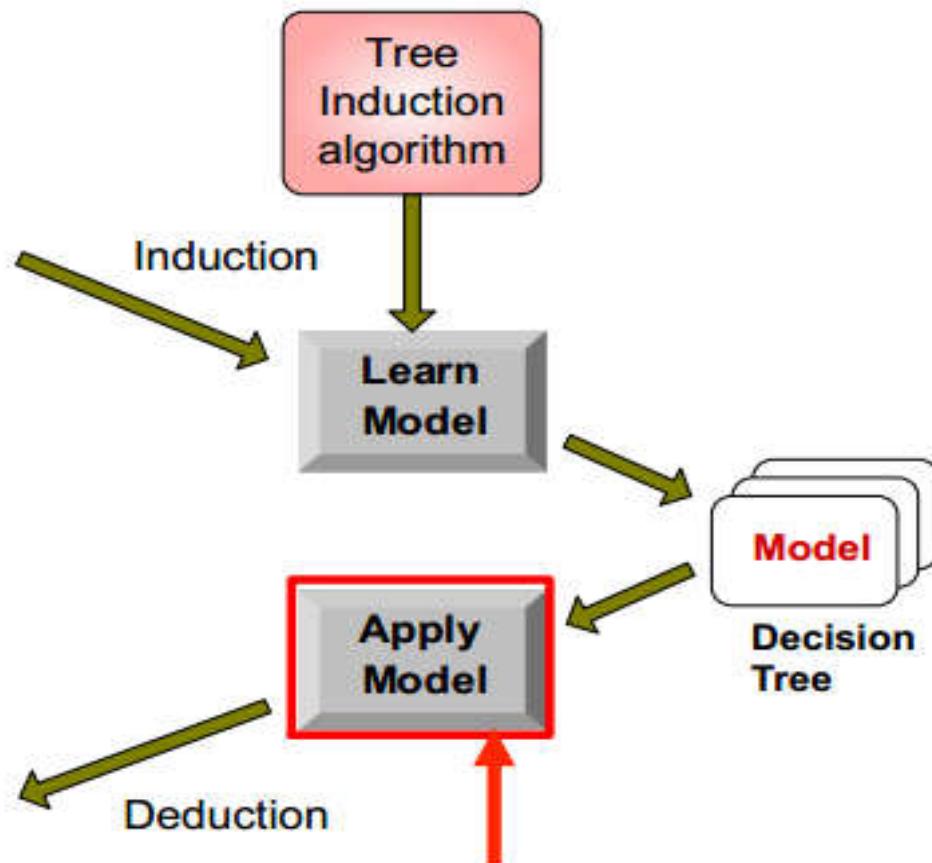 Tree
Induction
algorithm
Induction
Learn
Model
Model
Decision
Tree
Apply
Model
Deduction